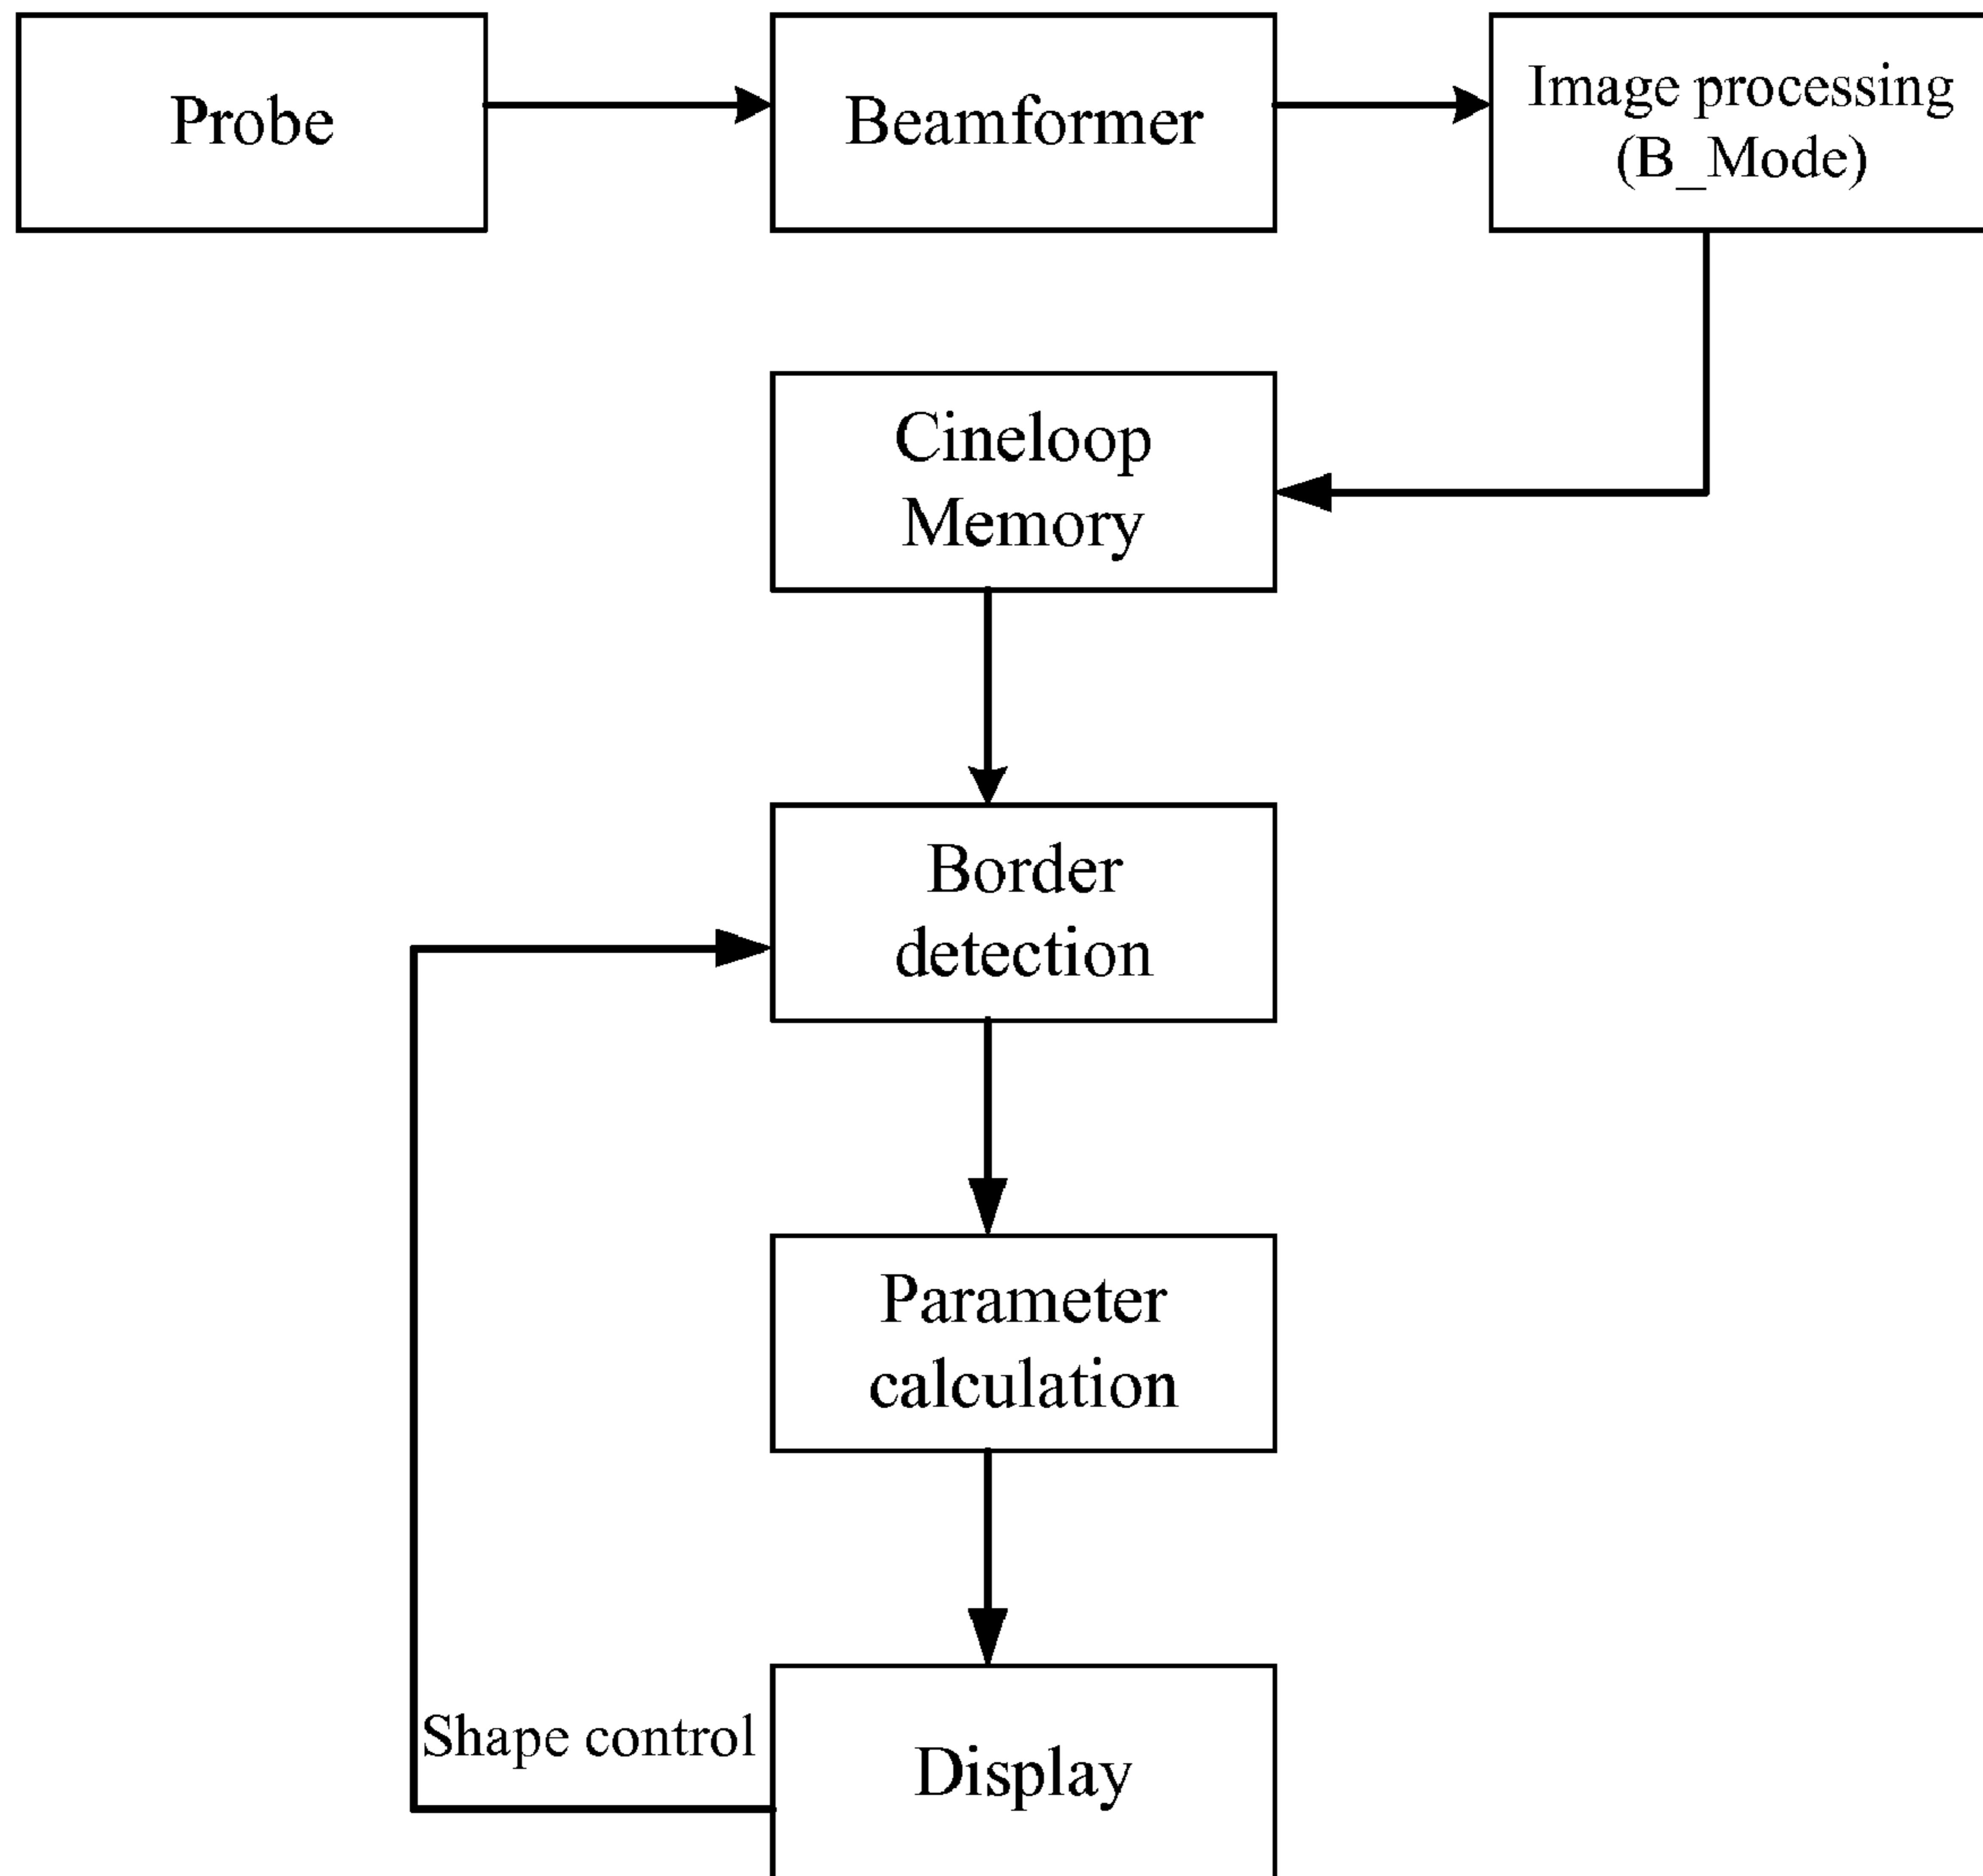 Probe
Beamformer
Image processing
(B_Mode)
Cineloop
Memory
Border
detection
Parameter
calculation
Shape control
Display